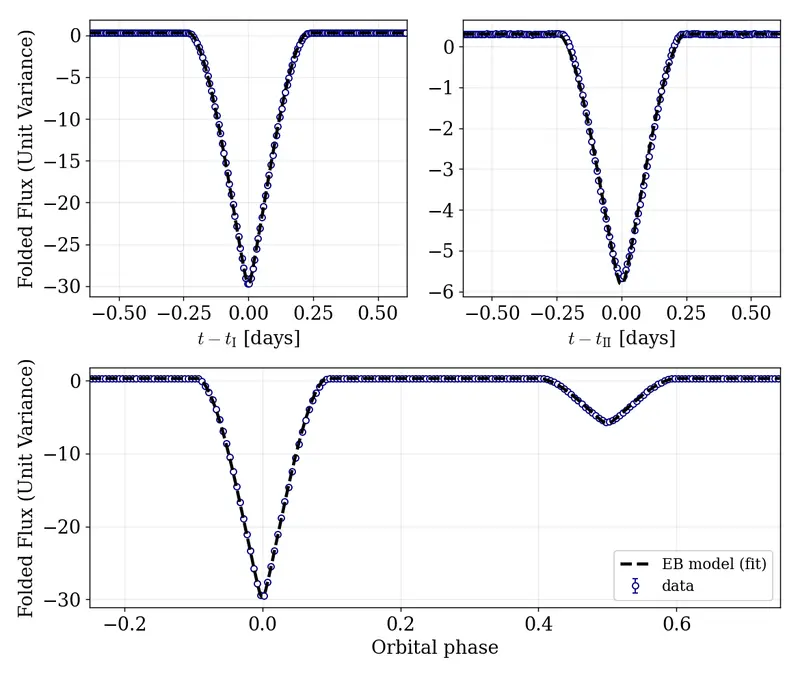 Folded Flux (Unit Variance)
0
−5
−10
−15
−20
−25
−30
−0.50 −0.25 0.00 0.25 0.50
t − tI [days]
0
−1
−2
−3
−4
−5
−6
−0.50 −0.25 0.00 0.25 0.50
t − tII [days]
Folded Flux (Unit Variance)
0
−10
−20
−30
−0.2 0.0 0.2 0.4 0.6
Orbital phase
EB model (fit)
data